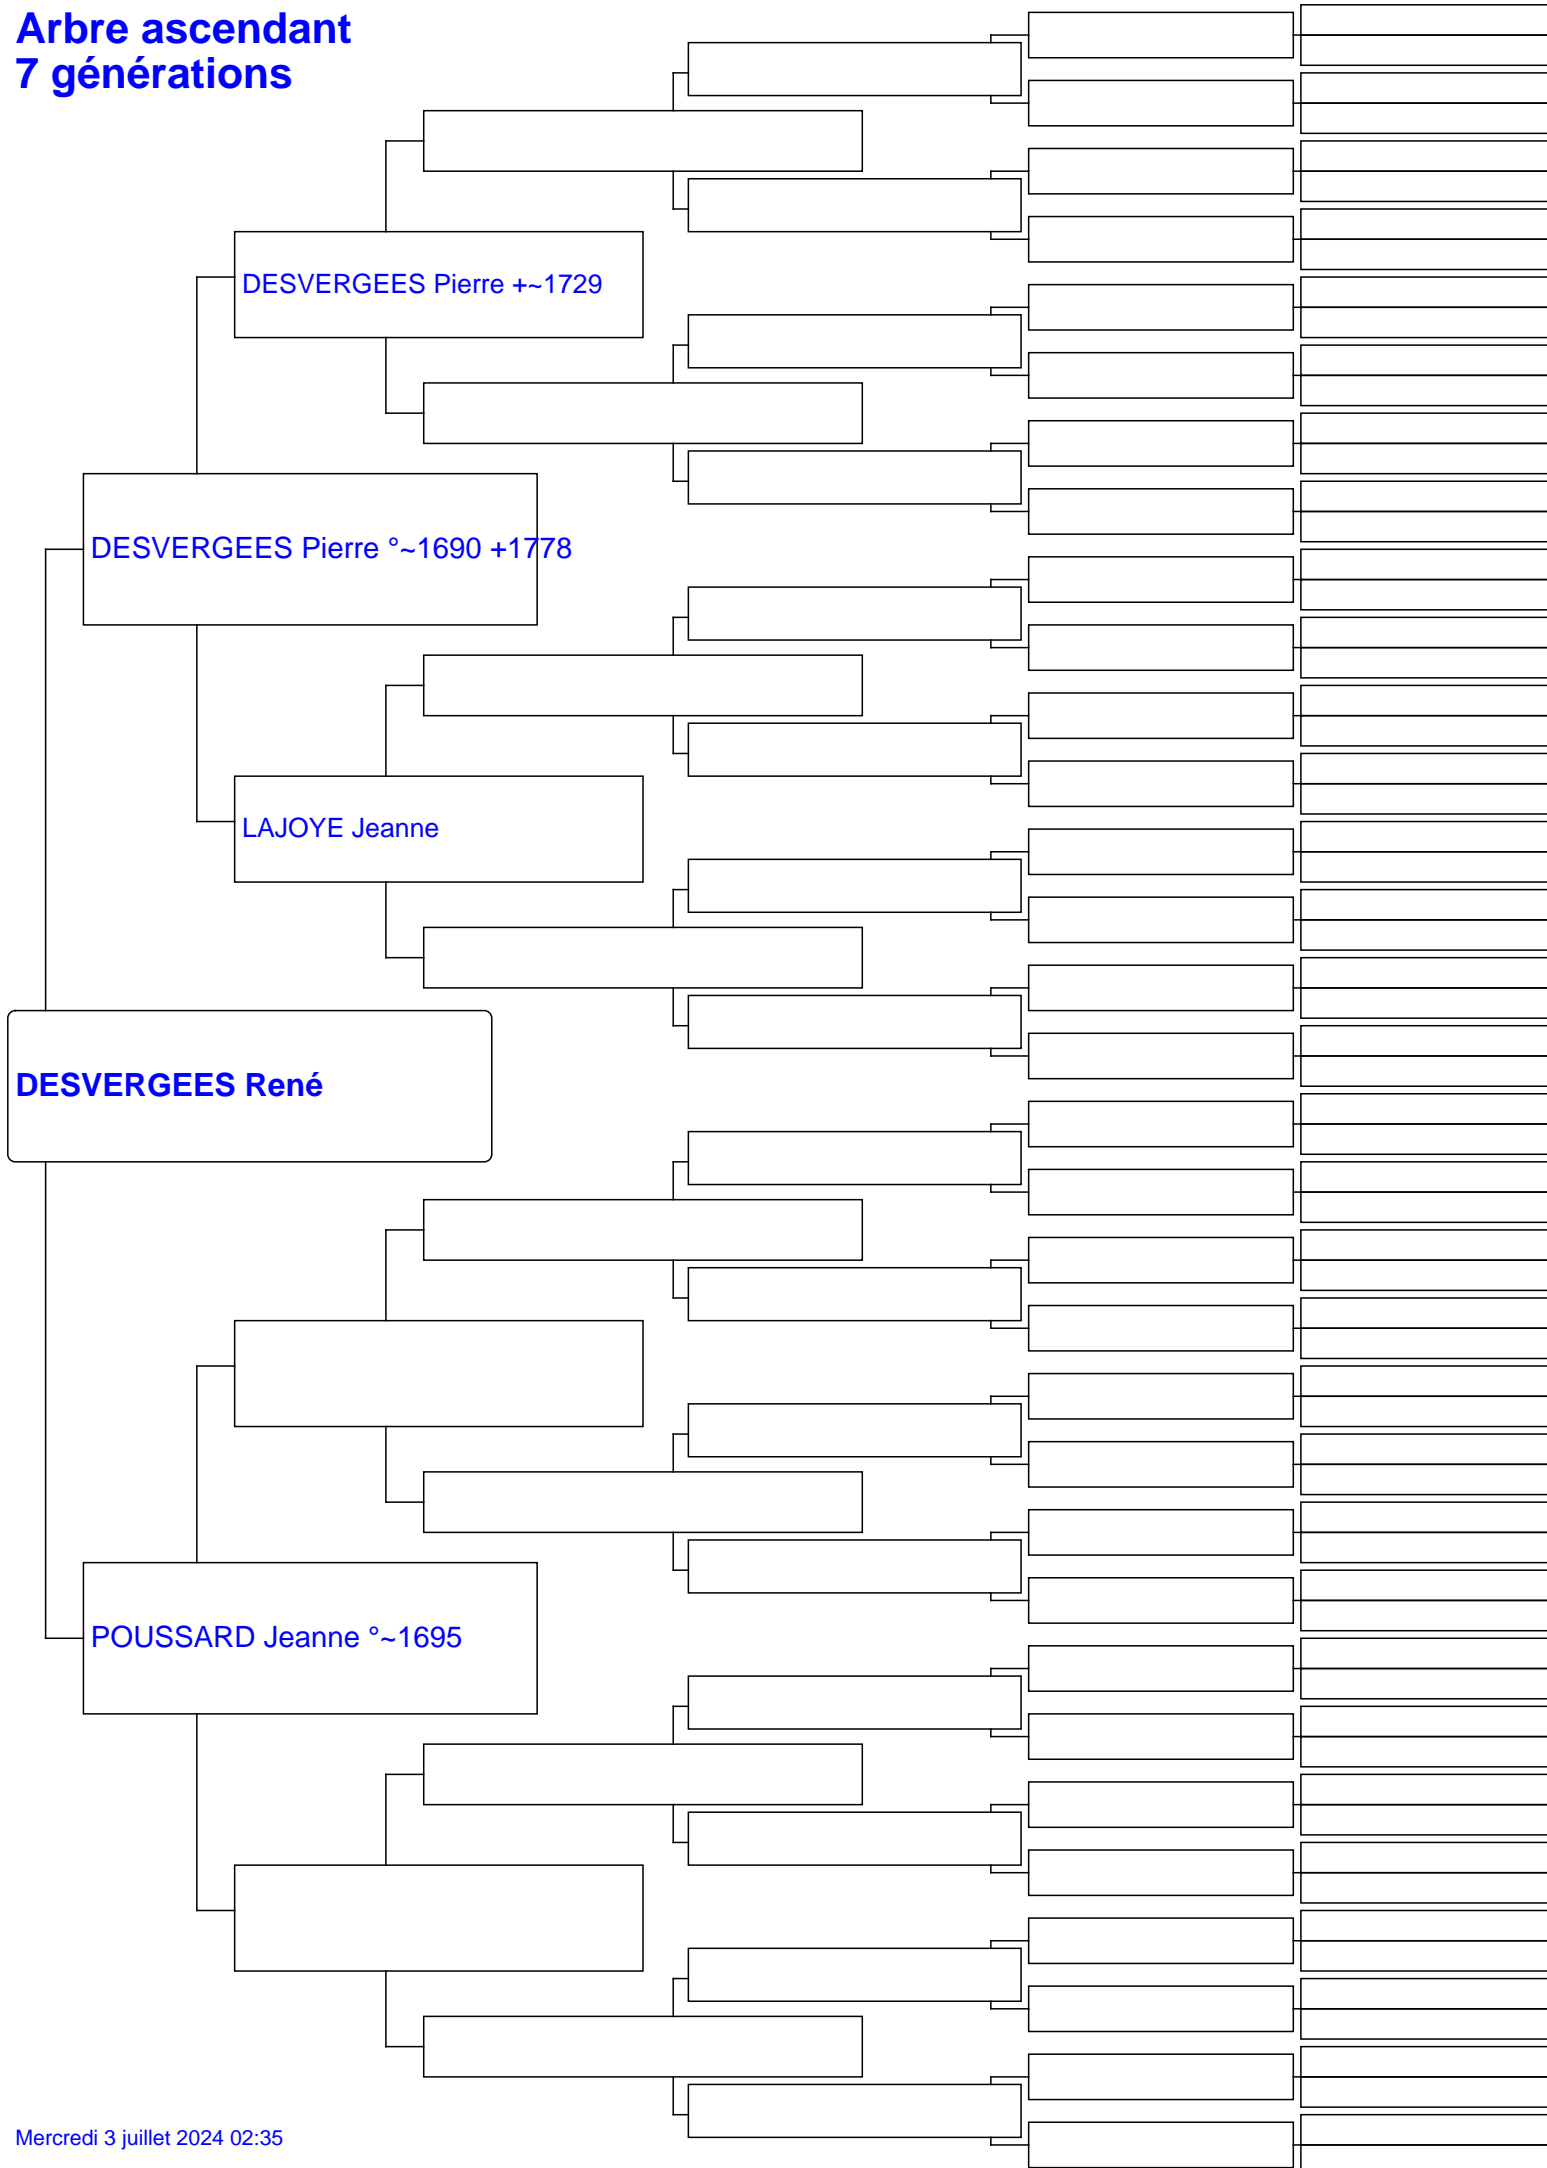 Arbre ascendant
7 générations
DESVERGEES Pierre +~1729
DESVERGEES Pierre °~1690 +1778
LAJOYE Jeanne
DESVERGEES René
POUSSARD Jeanne °~1695
Mercredi 3 juillet 2024 02:35